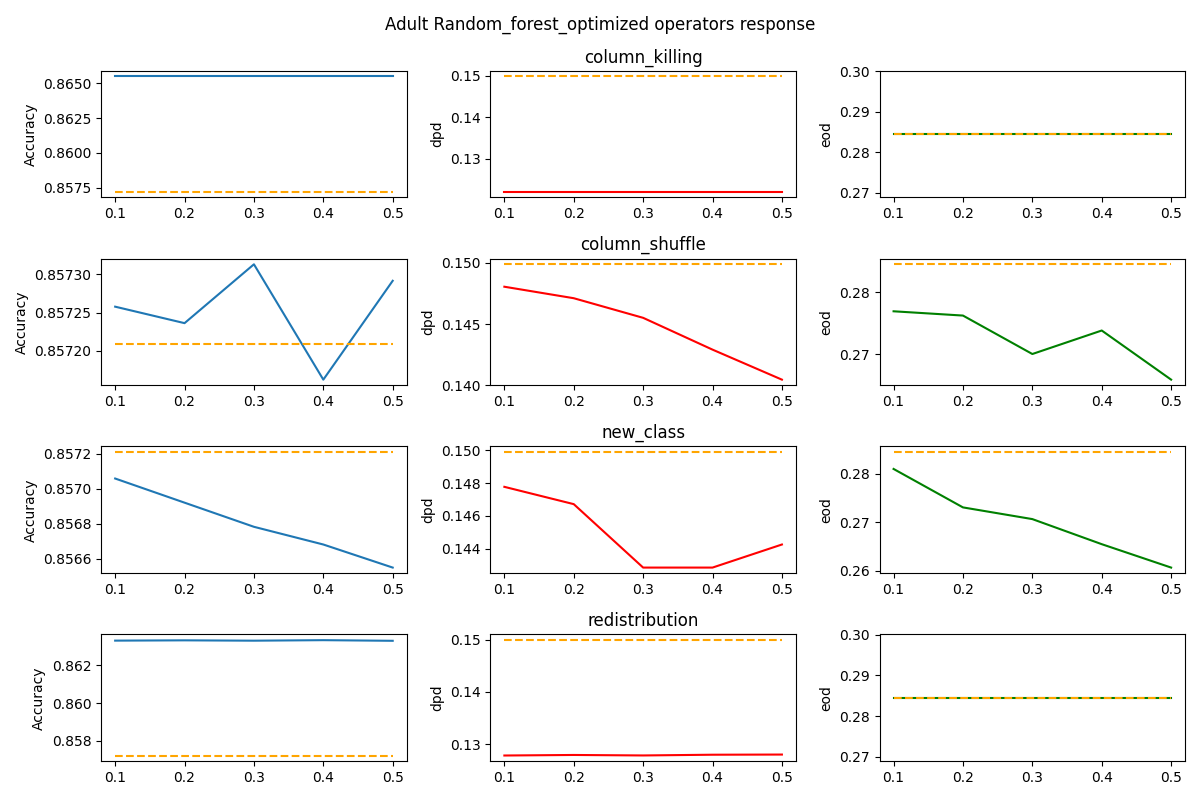 Adult Random_forest_optimized operators response
column_killing
Accuracy
0.8650
0.8625
0.8600
0.8575
0.1 0.2 0.3 0.4 0.5
dpd
0.15
0.14
0.13
0.1 0.2 0.3 0.4 0.5
eod
0.30
0.29
0.28
0.27
0.1 0.2 0.3 0.4 0.5
column_shuffle
Accuracy
0.85730
0.85725
0.85720
0.1 0.2 0.3 0.4 0.5
dpd
0.150
0.145
0.140
0.1 0.2 0.3 0.4 0.5
eod
0.28
0.27
0.1 0.2 0.3 0.4 0.5
new_class
Accuracy
0.8572
0.8570
0.8568
0.8566
0.1 0.2 0.3 0.4 0.5
dpd
0.150
0.148
0.146
0.144
0.1 0.2 0.3 0.4 0.5
eod
0.28
0.27
0.26
0.1 0.2 0.3 0.4 0.5
redistribution
Accuracy
0.862
0.860
0.858
0.1 0.2 0.3 0.4 0.5
dpd
0.15
0.14
0.13
0.1 0.2 0.3 0.4 0.5
eod
0.30
0.29
0.28
0.27
0.1 0.2 0.3 0.4 0.5